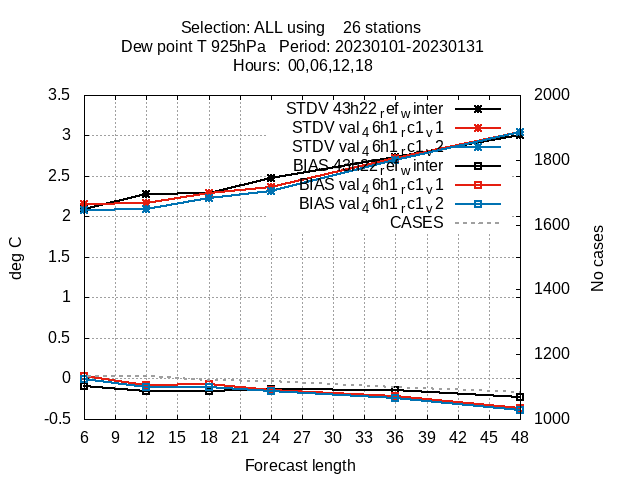 Selection: ALL using    26 stations
Dew point T 925hPa   Period: 20230101-20230131
Hours:  00,06,12,18
3.5
3
2.5
2
1.5
1
0.5
0
-0.5
deg C
2000
1800
1600
1400
1200
1000
No cases
STDV 43h22ref_winter
STDV val_46h1_rc1_v1
STDV val_46h1_rc1_v2
BIAS 43h22ref_winter
BIAS val_46h1_rc1_v1
BIAS val_46h1_rc1_v2
CASES
6 9 12 15 18 21 24 27 30 33 36 39 42 45 48
Forecast length